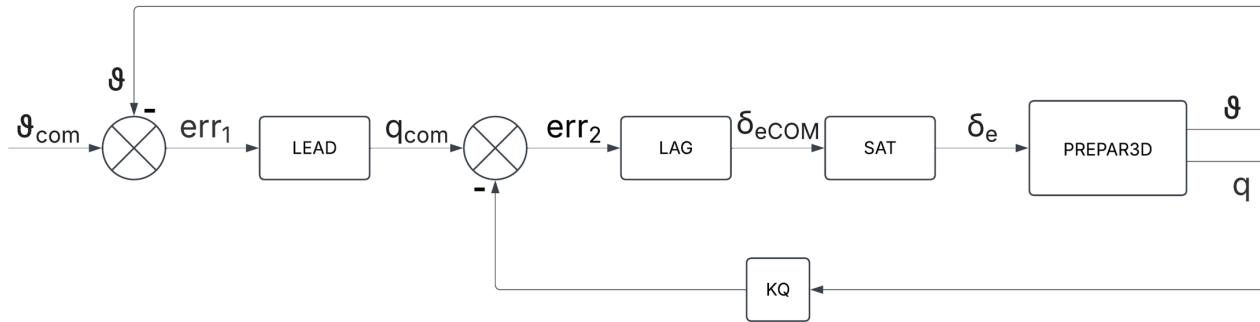 ϑ
-
ϑcom
err1
LEAD
qcom
-
err2
LAG
δeCOM
SAT
δe
PREPAR3D
ϑ
q
KQ